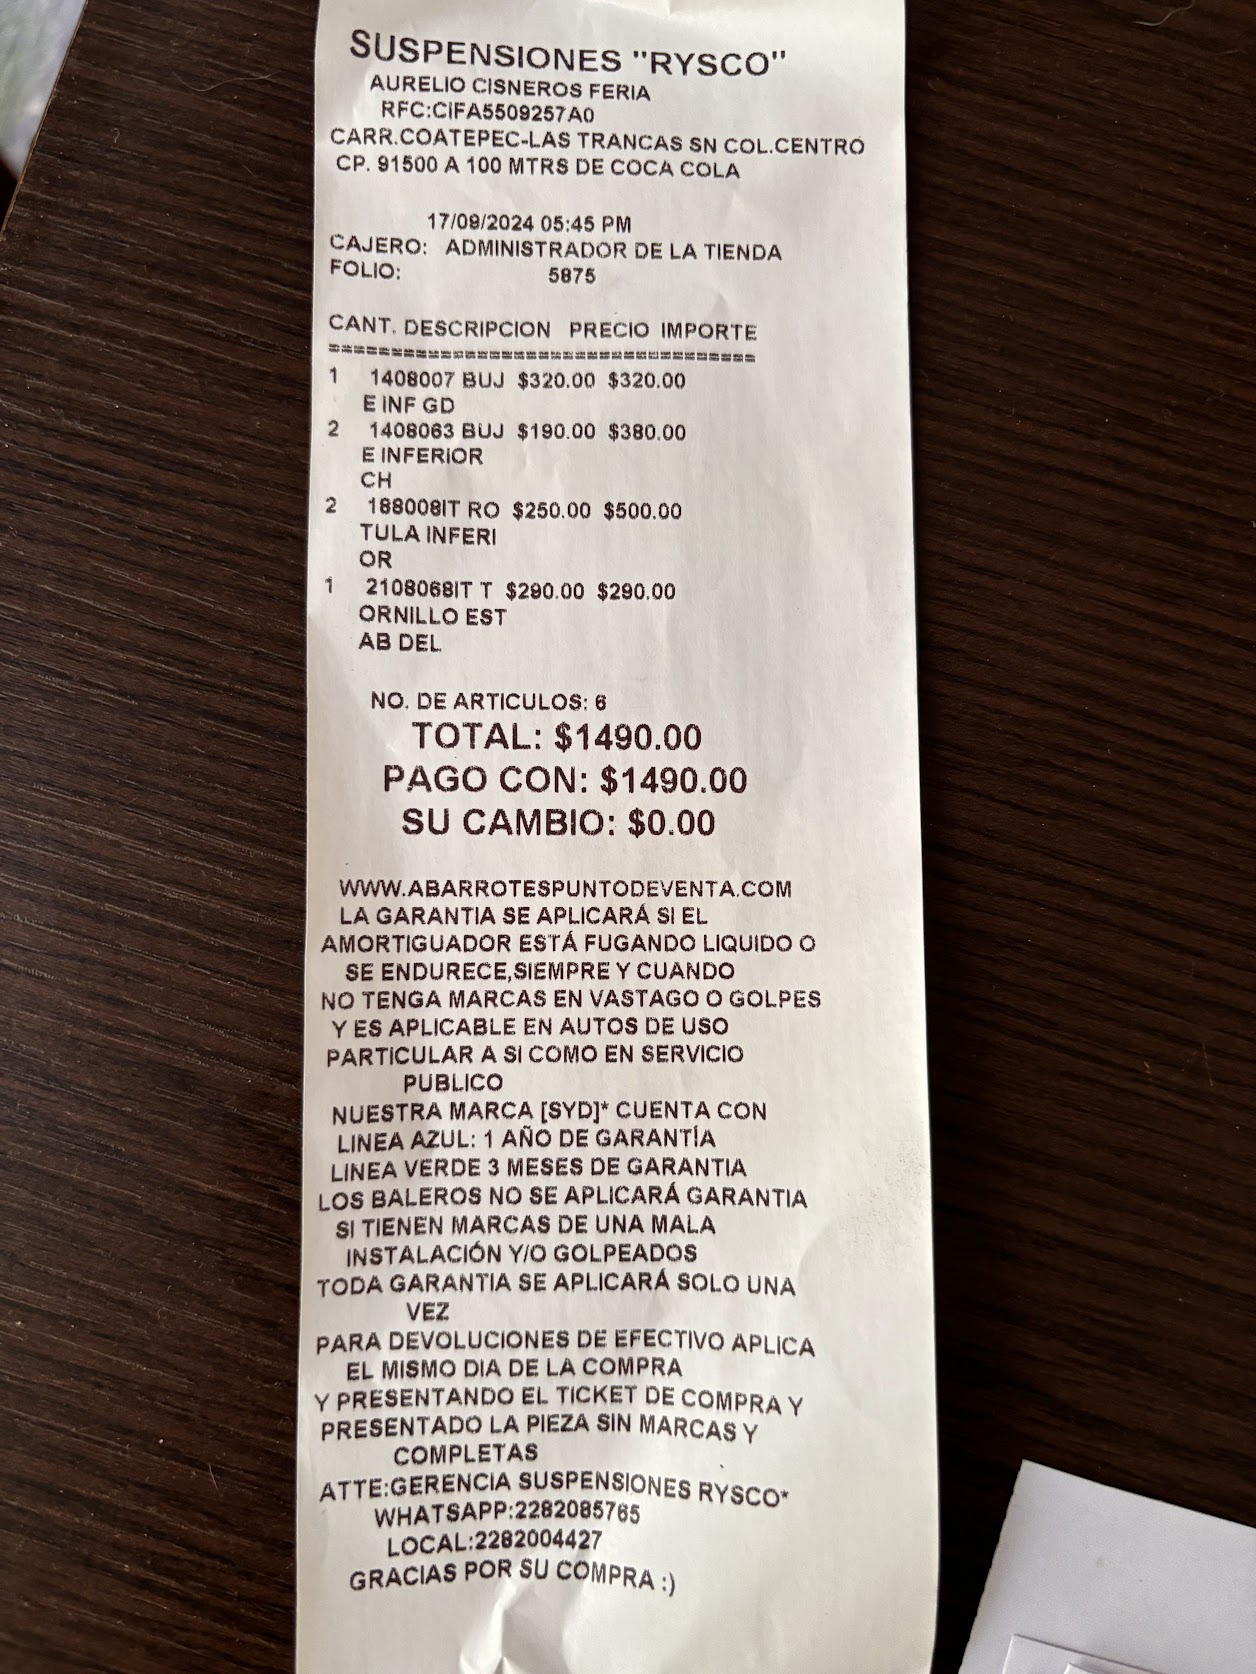 SUSPENSIONES "RYSCO"
AURELIO CISNEROS FERIA
RFC:CIFA5509257A0
CARR.COATEPEC-LAS TRANCAS SN COL.CENTRO
CP. 91500 A 100 MTRS DE COCA COLA
17/09/2024 05:45 PM
CAJERO: ADMINISTRADOR DE LA TIENDA
FOLIO: 5875
CANT. DESCRIPCION PRECIO IMPORTE
==================================
1 1408007 BUJ $320.00 $320.00
E INF GD
2 1408063 BUJ $190.00 $380.00
E INFERIOR
CH
2 188008IT RO $250.00 $500.00
TULA INFERI
OR
1 2108068IT T $290.00 $290.00
ORNILLO EST
AB DEL
NO. DE ARTICULOS: 6
TOTAL: $1490.00
PAGO CON: $1490.00
SU CAMBIO: $0.00
WWW.ABARROTESPUNTODEVENTA.COM
LA GARANTIA SE APLICARÁ SI EL
AMORTIGUADOR ESTÁ FUGANDO LIQUIDO O
SE ENDURECE,SIEMPRE Y CUANDO
NO TENGA MARCAS EN VASTAGO O GOLPES
Y ES APLICABLE EN AUTOS DE USO
PARTICULAR A SI COMO EN SERVICIO
PUBLICO
NUESTRA MARCA [SYD]* CUENTA CON
LINEA AZUL: 1 AÑO DE GARANTÍA
LINEA VERDE 3 MESES DE GARANTIA
LOS BALEROS NO SE APLICARÁ GARANTIA
SI TIENEN MARCAS DE UNA MALA
INSTALACIÓN Y/O GOLPEADOS
TODA GARANTIA SE APLICARÁ SOLO UNA
VEZ
PARA DEVOLUCIONES DE EFECTIVO APLICA
EL MISMO DIA DE LA COMPRA
Y PRESENTANDO EL TICKET DE COMPRA Y
PRESENTADO LA PIEZA SIN MARCAS Y
COMPLETAS
ATTE:GERENCIA SUSPENSIONES RYSCO*
WHATSAPP:2282085765
LOCAL:2282004427
GRACIAS POR SU COMPRA :)